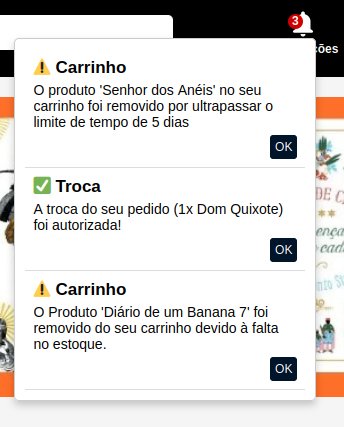 3
ções
⚠️ Carrinho
O produto 'Senhor dos Anéis' no seu
carrinho foi removido por ultrapassar o
limite de tempo de 5 dias
OK
✅ Troca
A troca do seu pedido (1x Dom Quixote)
foi autorizada!
OK
⚠️ Carrinho
O Produto 'Diário de um Banana 7' foi
removido do seu carrinho devido à falta
no estoque.
OK